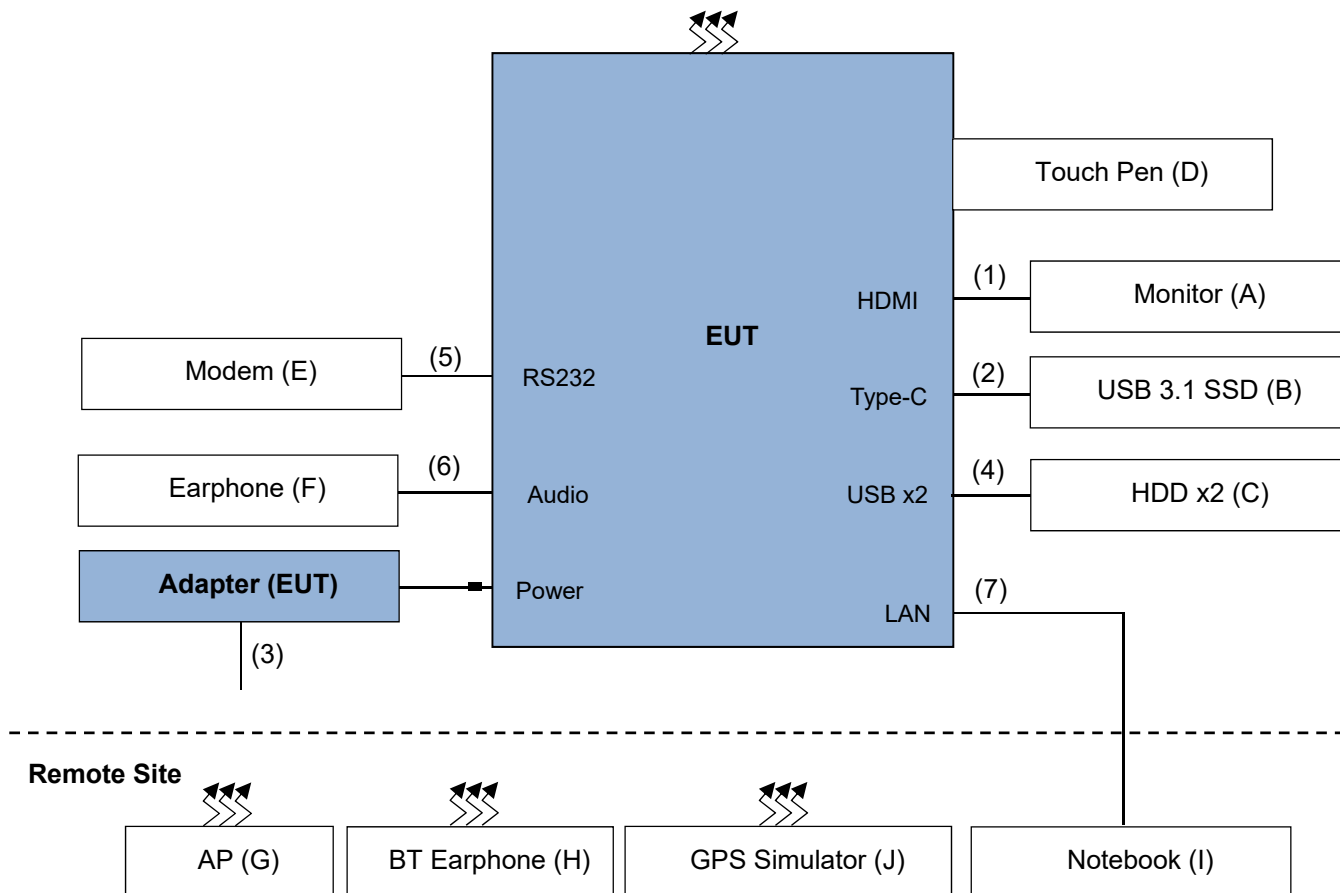 Touch Pen (D)
HDMI
(1)
Monitor (A)
EUT
Modem (E)
(5)
RS232
Type-C
(2)
USB 3.1 SSD (B)
Earphone (F)
(6)
Audio
USB x2
(4)
HDD x2 (C)
Adapter (EUT)
Power
LAN
(7)
(3)
Remote Site
AP (G)
BT Earphone (H)
GPS Simulator (J)
Notebook (I)